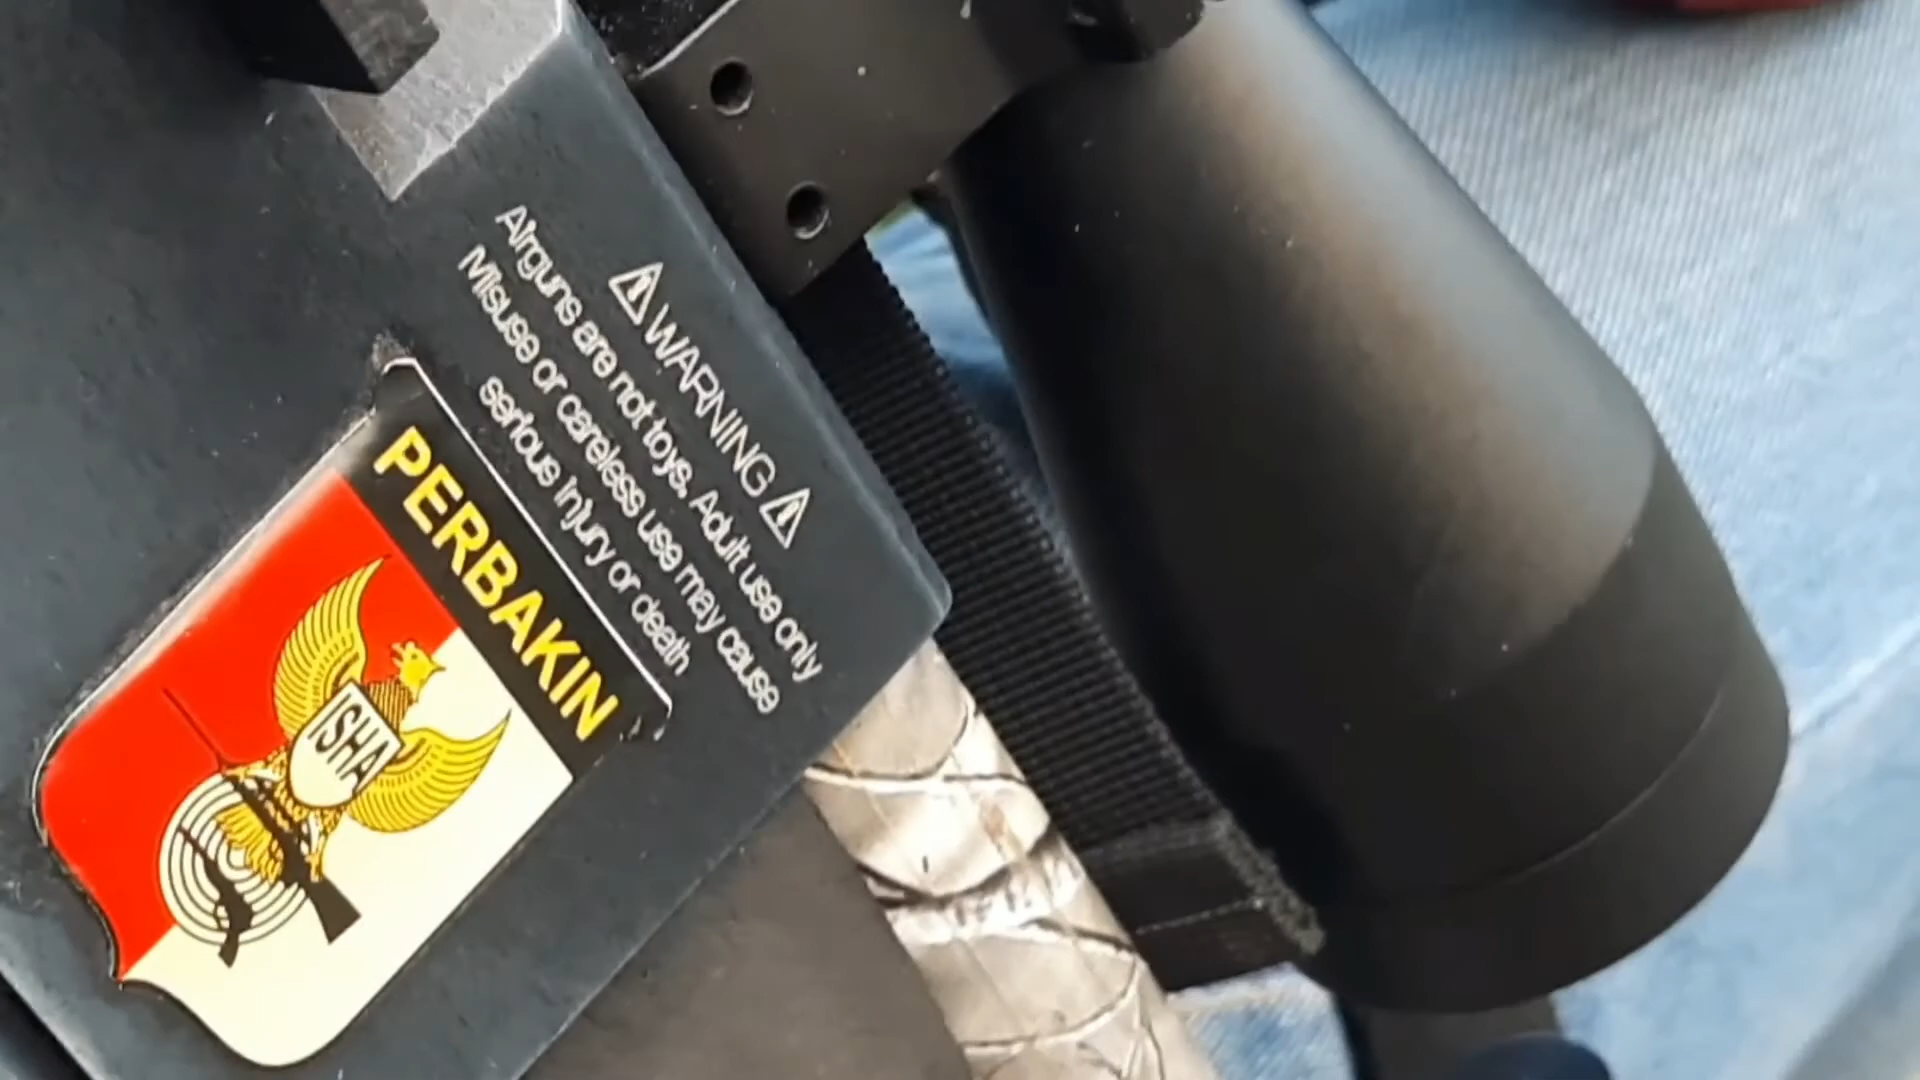 ⚠ WARNING ⚠
Airguns are not toys. Adult use only
Misuse or careless use may cause
serious injury or death
PERBAKIN
ISHA